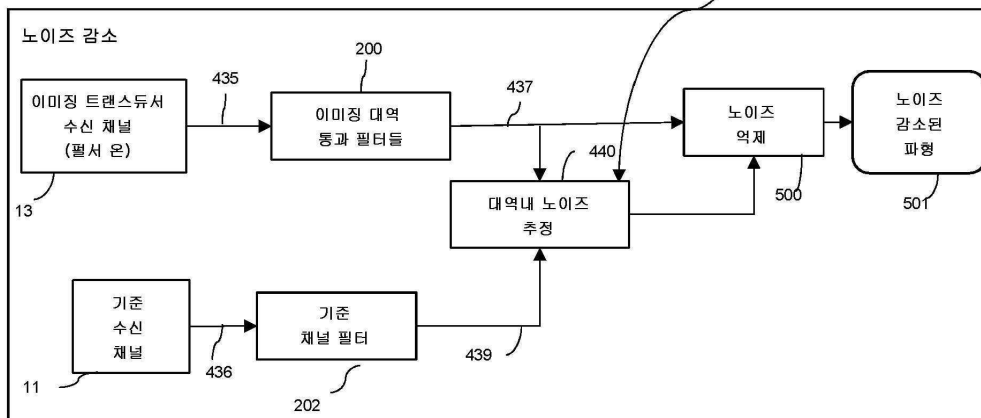 노이즈 감소
이미징 트랜스듀서
수신 채널
(펄서 온)
13
435
200
이미징 대역
통과 필터들
437
440
대역내 노이즈
추정
노이즈
억제
500
노이즈
감소된
파형
501
기준
수신
채널
11
436
기준
채널 필터
202
439